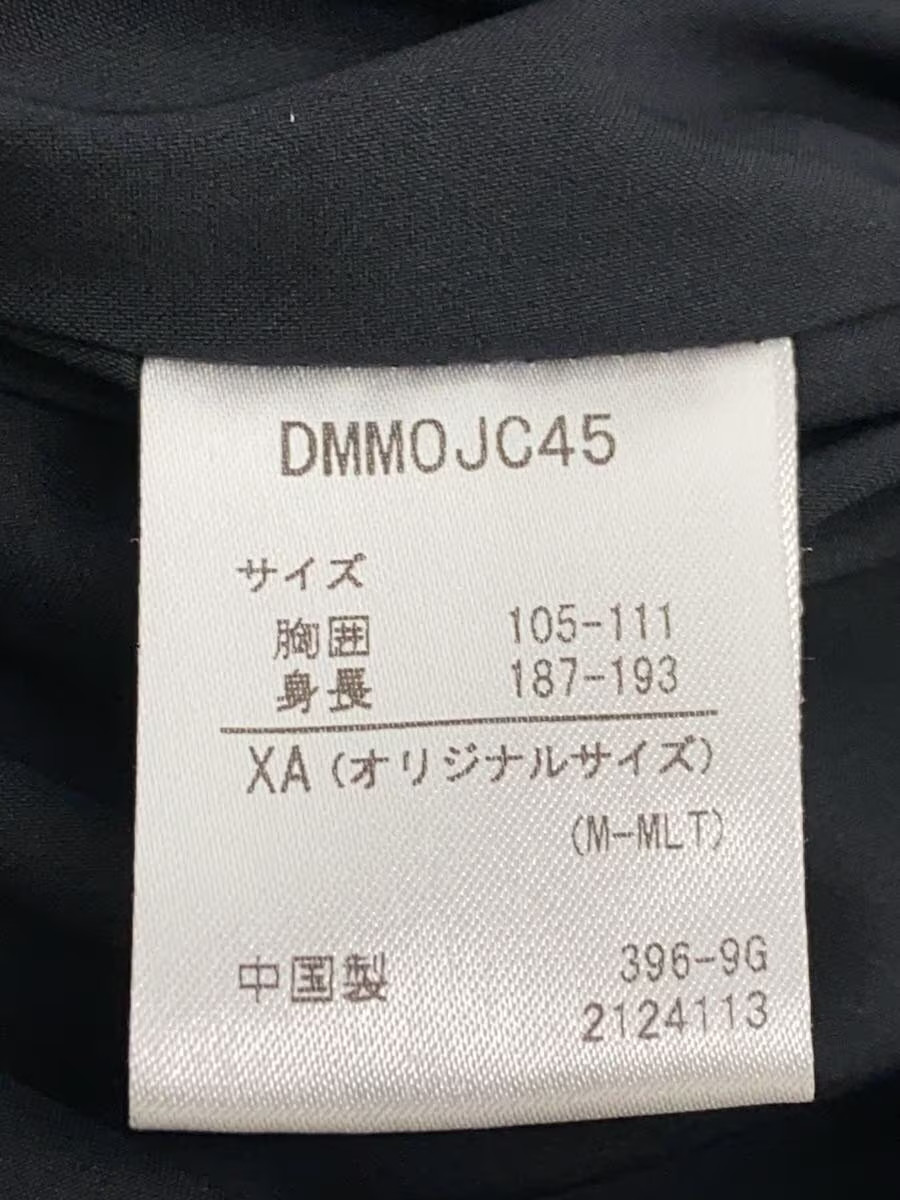 DMMOJC45
サイズ
胸囲 105-111
身長 187-193
XA(オリジナルサイズ)
(M-MLT)
中国製 396-9G
2124113